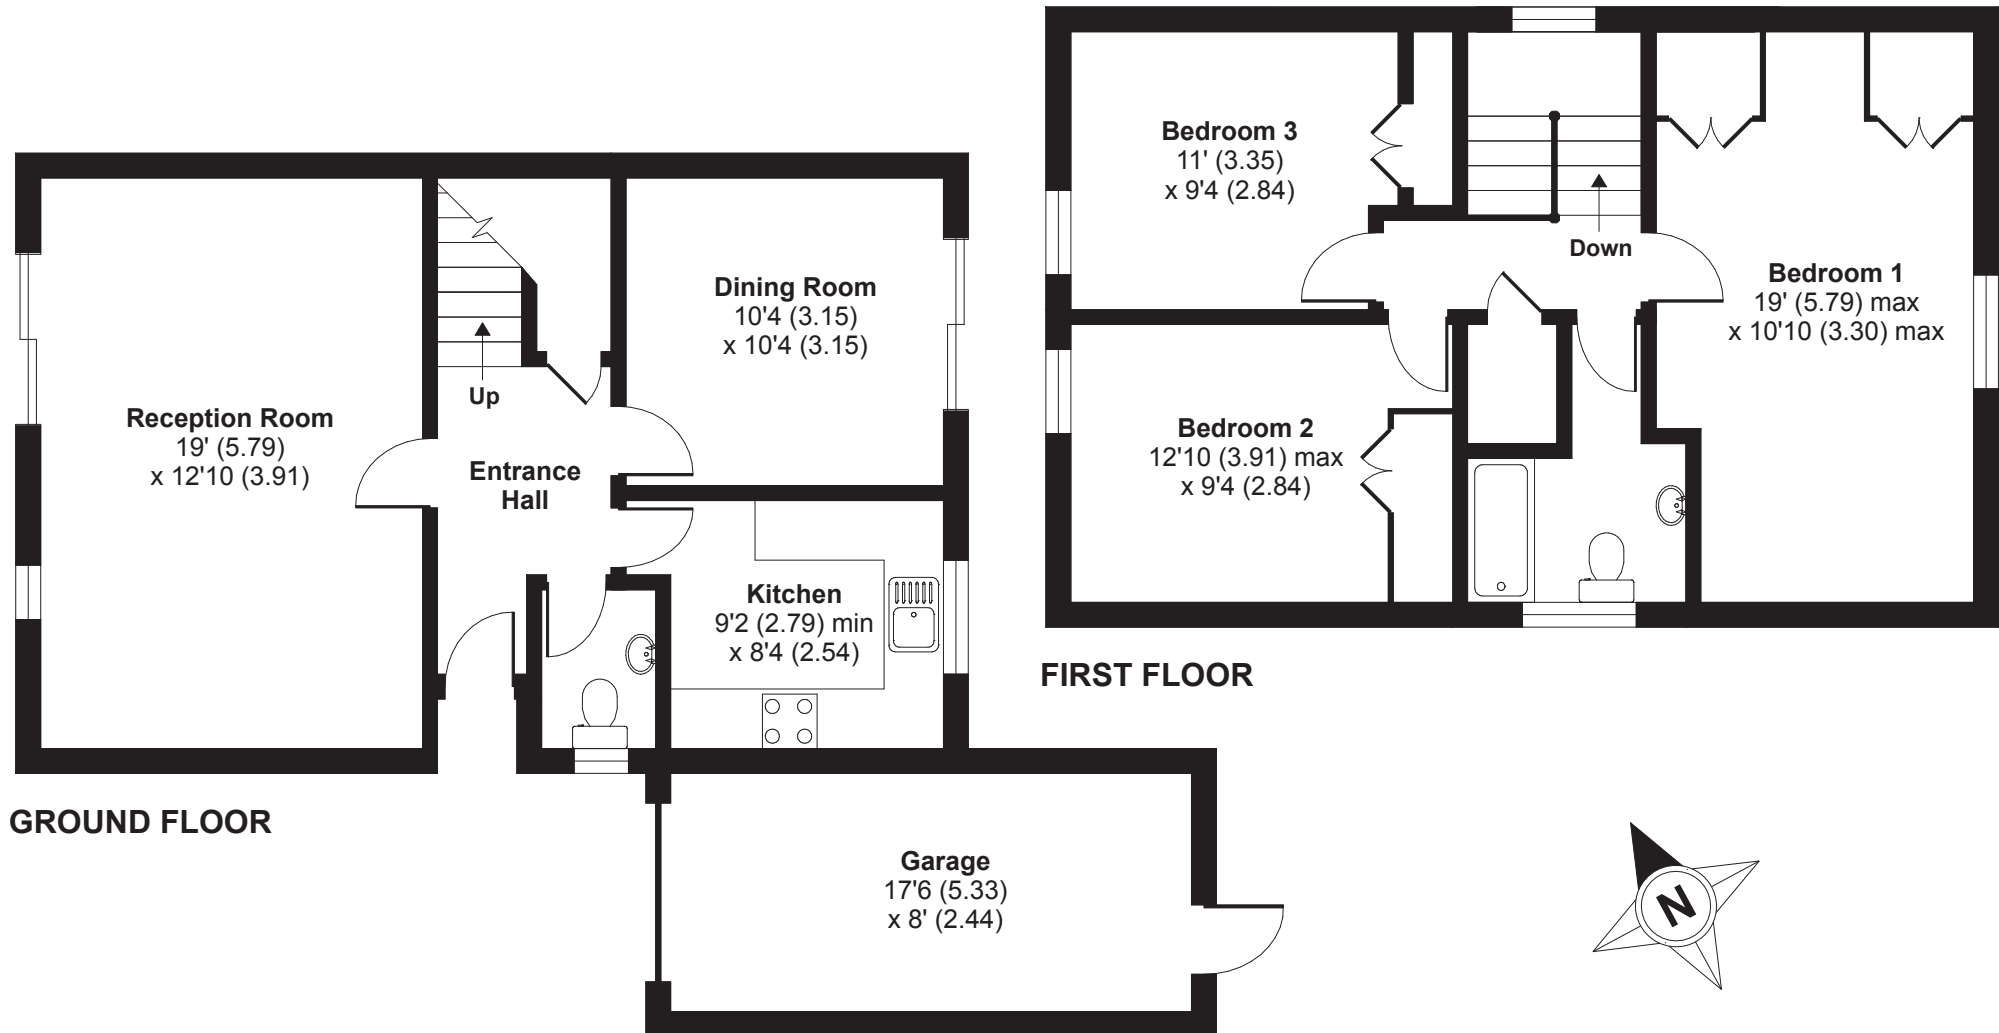 Bedroom 3
11' (3.35)
x 9'4 (2.84)
Down
Bedroom 1
19' (5.79) max
x 10'10 (3.30) max
Bedroom 2
12'10 (3.91) max
x 9'4 (2.84)
FIRST FLOOR
Dining Room
10'4 (3.15)
x 10'4 (3.15)
Up
Reception Room
19' (5.79)
x 12'10 (3.91)
Entrance
Hall
Kitchen
9'2 (2.79) min
x 8'4 (2.54)
GROUND FLOOR
Garage
17'6 (5.33)
x 8' (2.44)
N